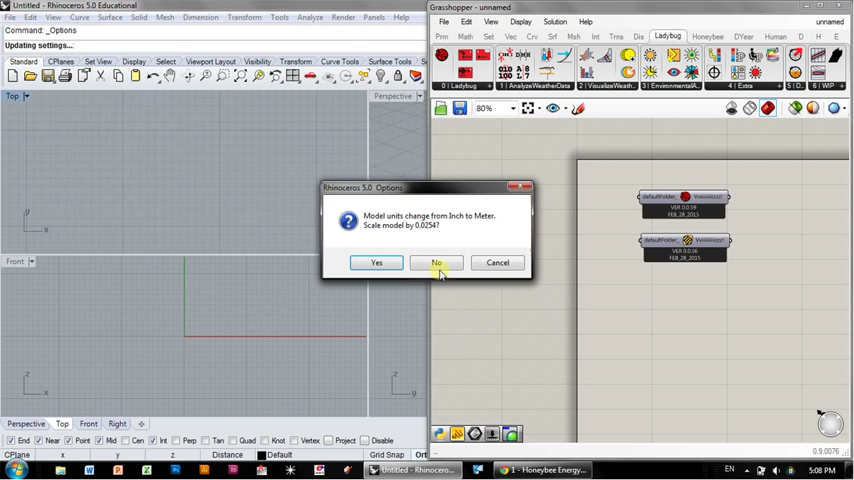 Untitled - Rhinoceros 5.0 Educational
File Edit View Curve Surface Solid Mesh Dimension Transform Tools Analyze Render Panels Help
Command: _Options
Updating settings...
Standard CPlanes Set View Display Select Viewport Layout Curve Tools Surface Tools
Top
Perspective
y
x
Front
z
x
z
y
Perspective Top Front Right
End Near Point Mid Cen Int Perp Tan Quad Knot Vertex Project Disable
CPlane x y z Distance Default Grid Snap
Grasshopper - unnamed
File Edit View Display Solution Help
unnamed
Prm Math Set Vec Crv Srf Msh Int Trns Dis Ladybug Honeybee DYear Human Extra
0 | Ladybug 1 | AnalyzeWeatherData 2 | VisualizeWeath.. 3 | EnvironmentalA.. 4 | Extra 5 | D.. 6 | WIP
80%
defaultFolder_ Vviiiiiiiiizzz!
VER 0.0.59
FEB_28_2015
defaultFolder_ Vviiiiiiiiizzz!
VER 0.0.56
FEB_28_2015
0.9.0076
Rhinoceros 5.0 Options
Model units change from Inch to Meter.
Scale model by 0.0254?
Yes No Cancel
Untitled - Rhinocero...
1 - Honeybee Energy...
EN
5:08 PM